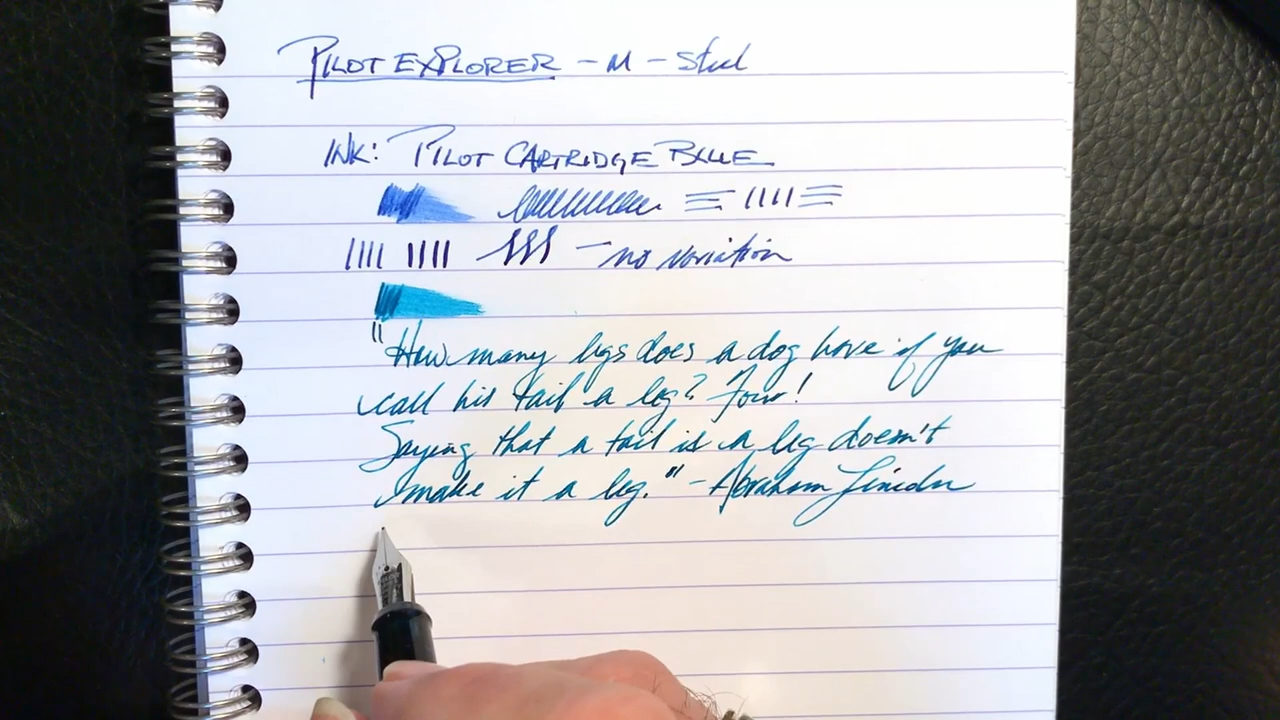 PILOT EXPLORER - M - Steel
INK: PILOT CARTRIDGE BLUE
- no variation
"How many legs does a dog have if you
call his tail a leg? Four!
Saying that a tail is a leg doesn't
make it a leg." - Abraham Lincoln